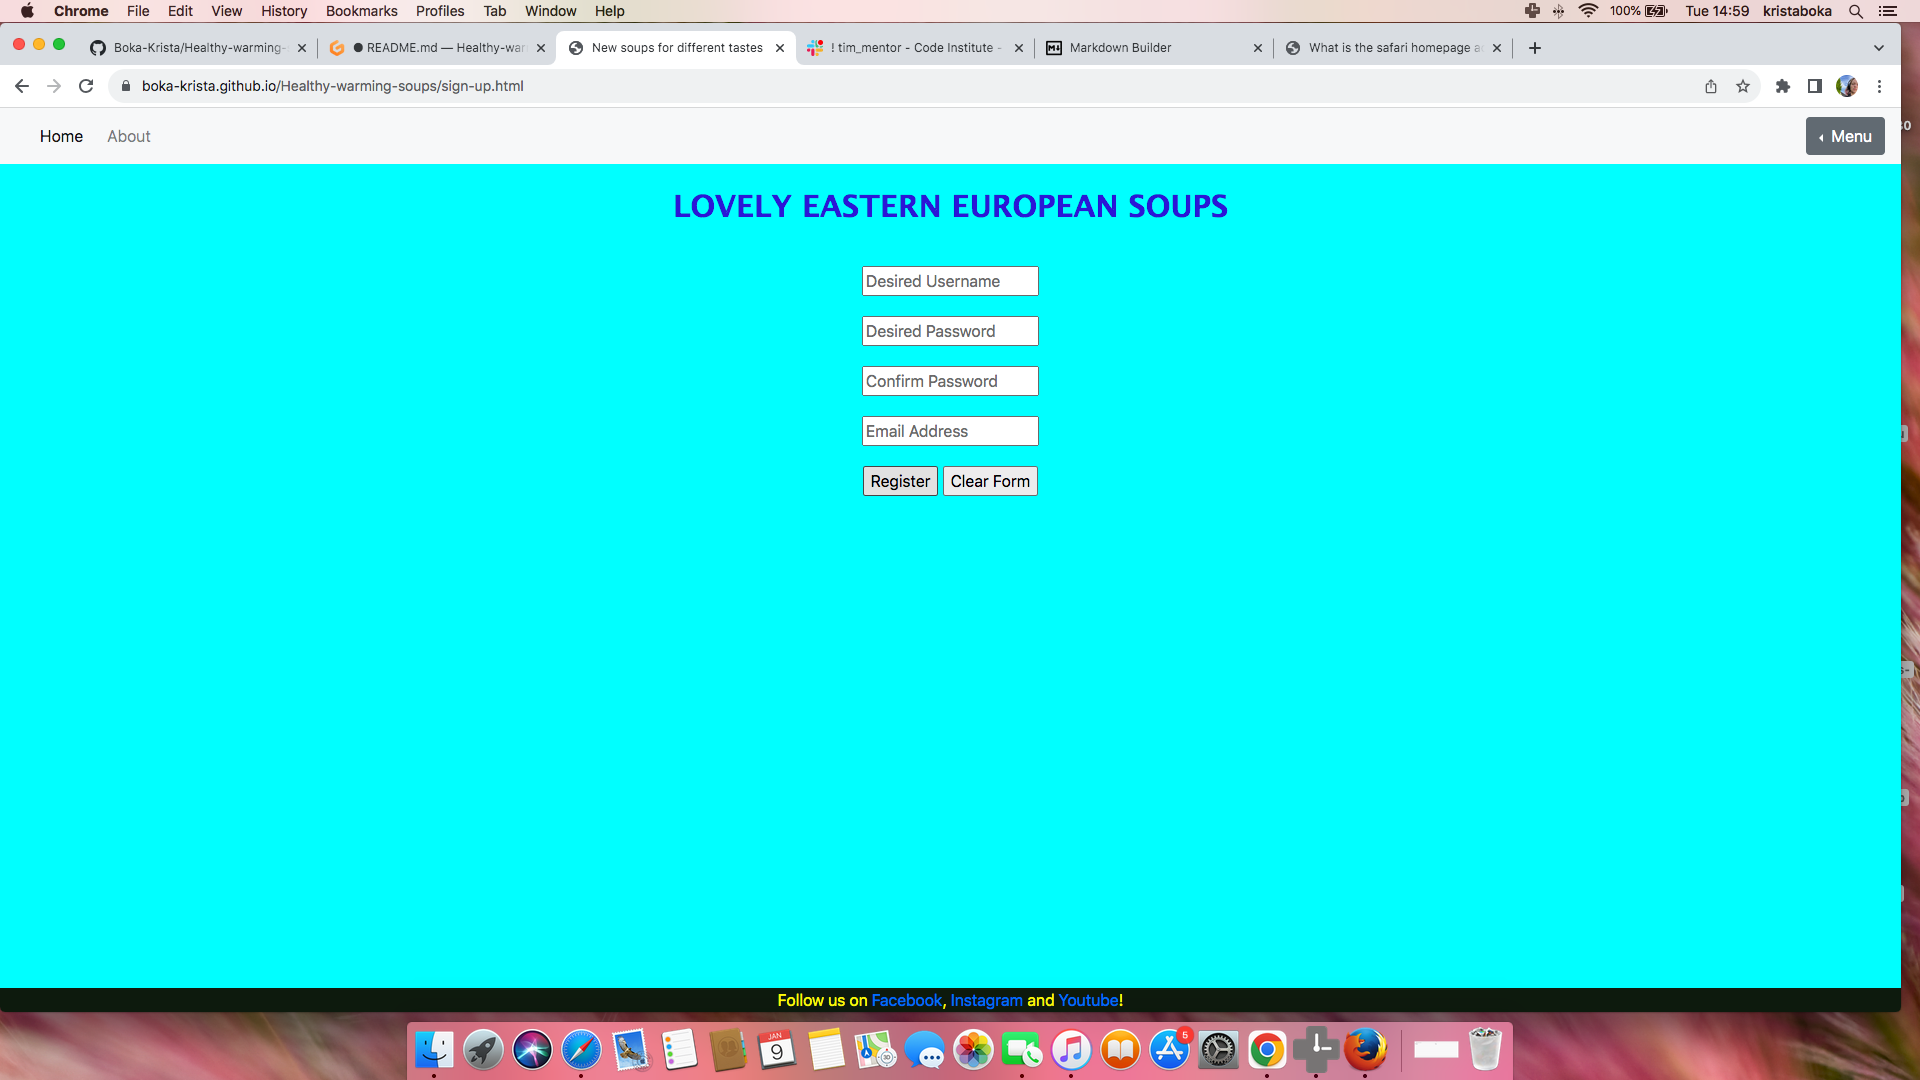 Chrome File Edit View History Bookmarks Profiles Tab Window Help 100% Tue 14:59 kristaboka
Boka-Krista/Healthy-warming- ● README.md — Healthy-war New soups for different tastes ! tim_mentor - Code Institute - Markdown Builder What is the safari homepage a
boka-krista.github.io/Healthy-warming-soups/sign-up.html
Home About Menu
LOVELY EASTERN EUROPEAN SOUPS
Desired Username
Desired Password
Confirm Password
Email Address
Register Clear Form
Follow us on Facebook, Instagram and Youtube!
JAN
9
3D
5